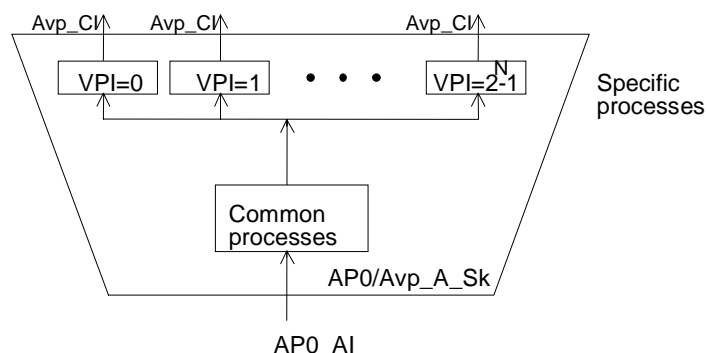 Avp_CI Avp_CI Avp_CI
VPI=0 VPI=1 • • • VPI=2-1
N
Specific
processes
Common
processes
AP0/Avp_A_Sk
AP0_AI